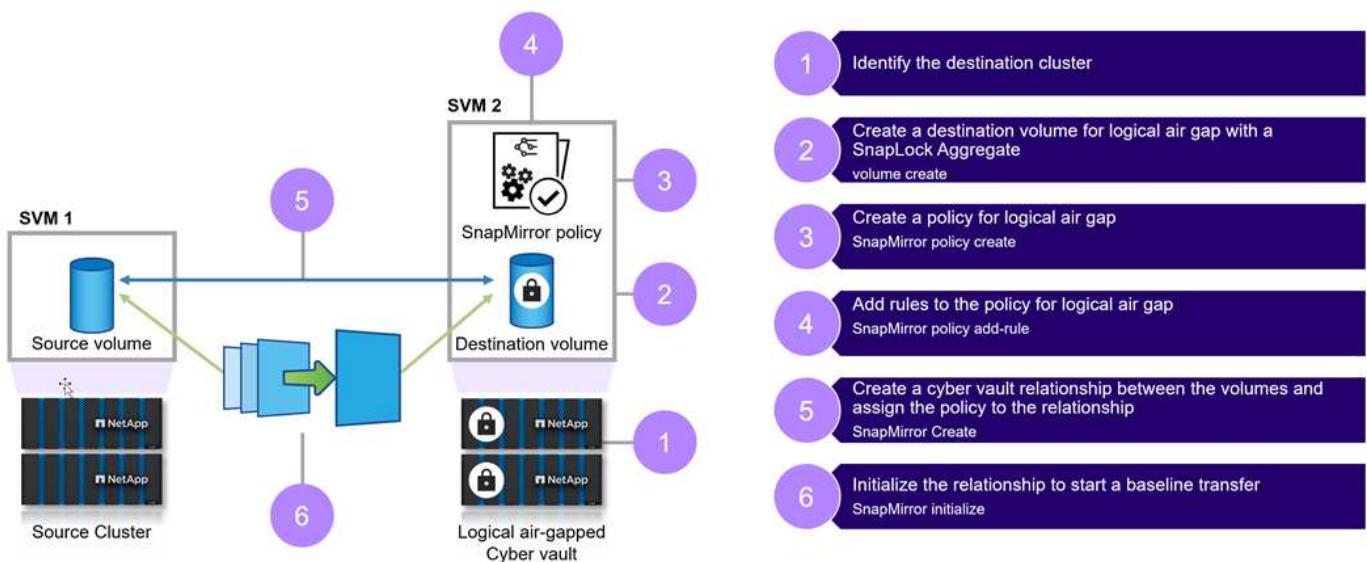 4
SVM 2
3
SnapMirror policy
5
SVM 1
2
Source volume
Destination volume
NetApp
NetApp
NetApp
NetApp
1
6
Source Cluster
Logical air-gapped
Cyber vault
1
Identify the destination cluster
2
Create a destination volume for logical air gap with a
SnapLock Aggregate
volume create
3
Create a policy for logical air gap
SnapMirror policy create
4
Add rules to the policy for logical air gap
SnapMirror policy add-rule
5
Create a cyber vault relationship between the volumes and
assign the policy to the relationship
SnapMirror Create
6
Initialize the relationship to start a baseline transfer
SnapMirror initialize